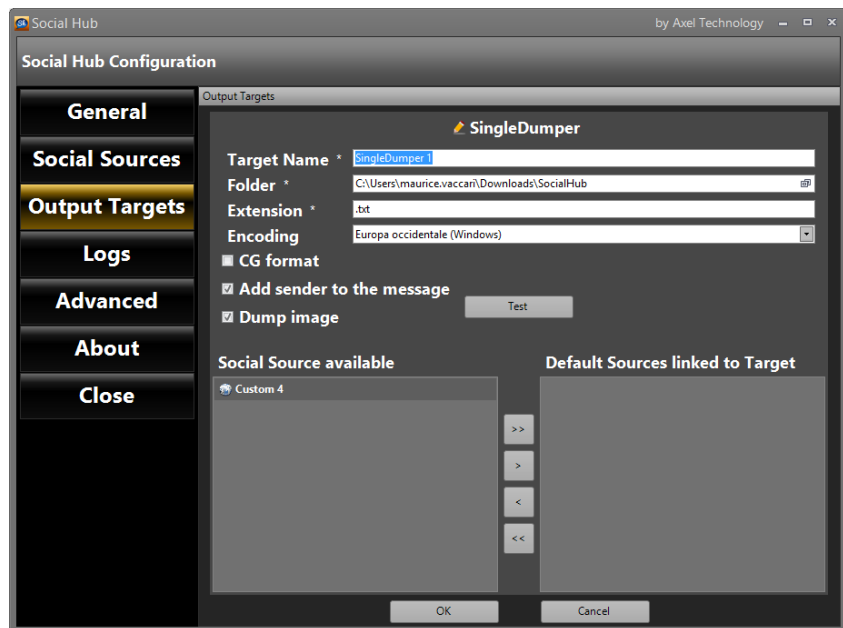 Social Hub
by Axel Technology
Social Hub Configuration
General
Social Sources
Output Targets
Logs
Advanced
About
Close
Output Targets
SingleDumper
Target Name *
SingleDumper 1
Folder *
C:\Users\maurice.vaccari\Downloads\SocialHub
Extension *
.txt
Encoding
Europa occidentale (Windows)
CG format
Add sender to the message
Dump image
Test
Social Source available
Default Sources linked to Target
Custom 4
>>
>
<
<<
OK
Cancel